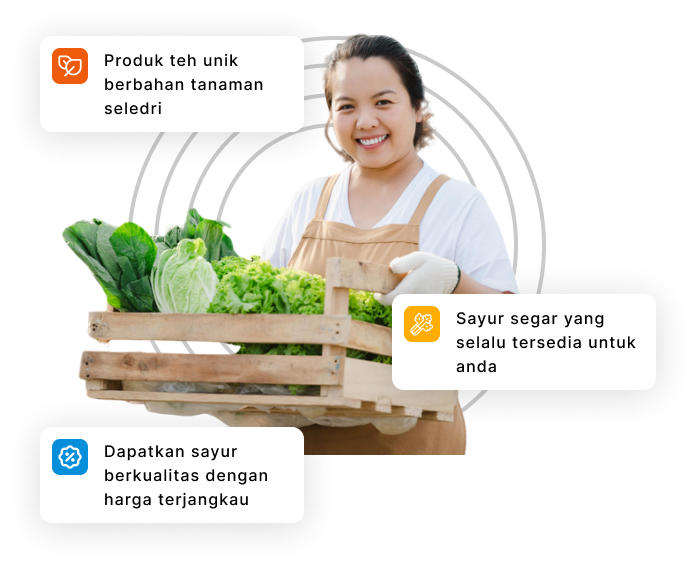 Produk teh unik
berbahan tanaman
seledri
Sayur segar yang
selalu tersedia untuk
anda
Dapatkan sayur
berkualitas dengan
harga terjangkau